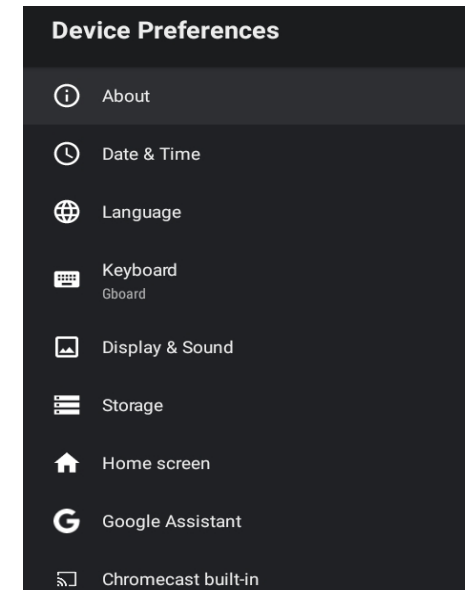 Device Preferences
About
Date & Time
Language
Keyboard
Gboard
Display & Sound
Storage
Home screen
Google Assistant
Chromecast built-in